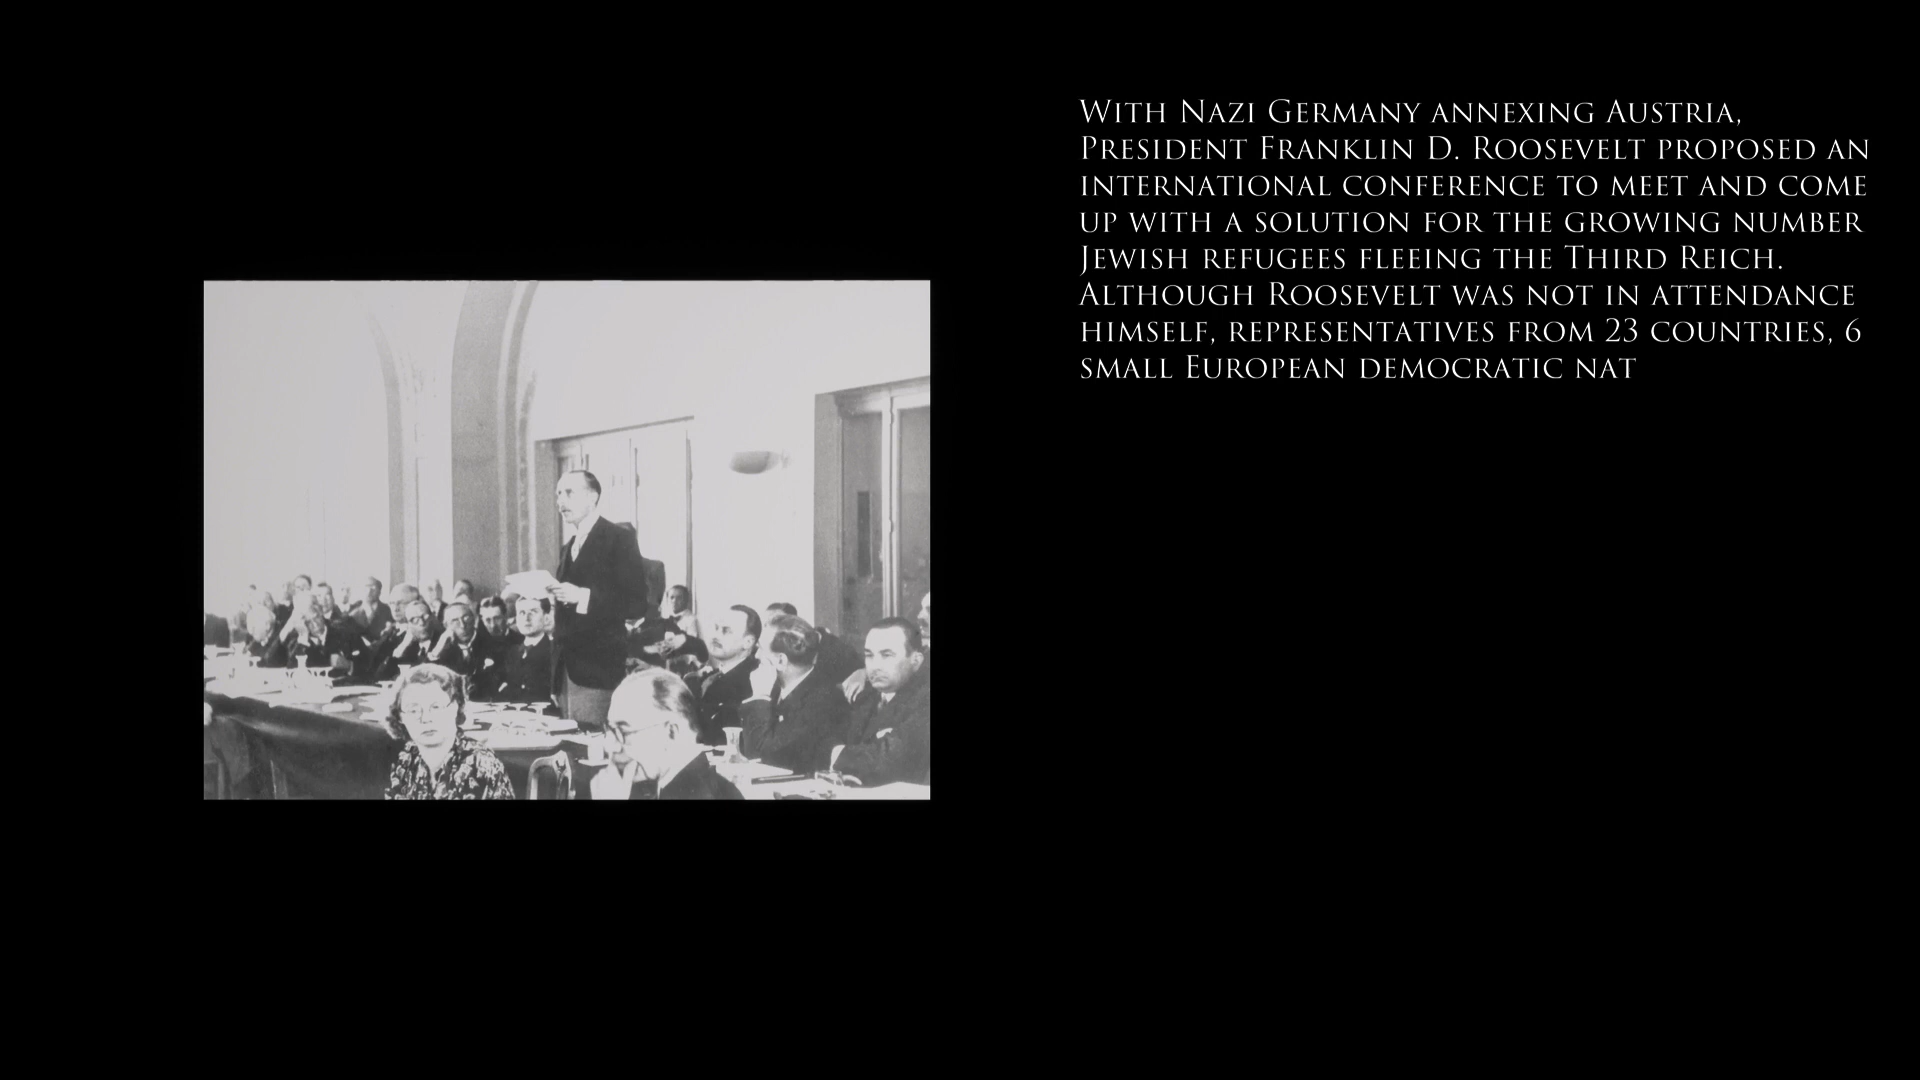 With Nazi Germany annexing Austria,
President Franklin D. Roosevelt proposed an
international conference to meet and come
up with a solution for the growing number
Jewish refugees fleeing the Third Reich.
Although Roosevelt was not in attendance
himself, representatives from 23 countries, 6
small European democratic nat